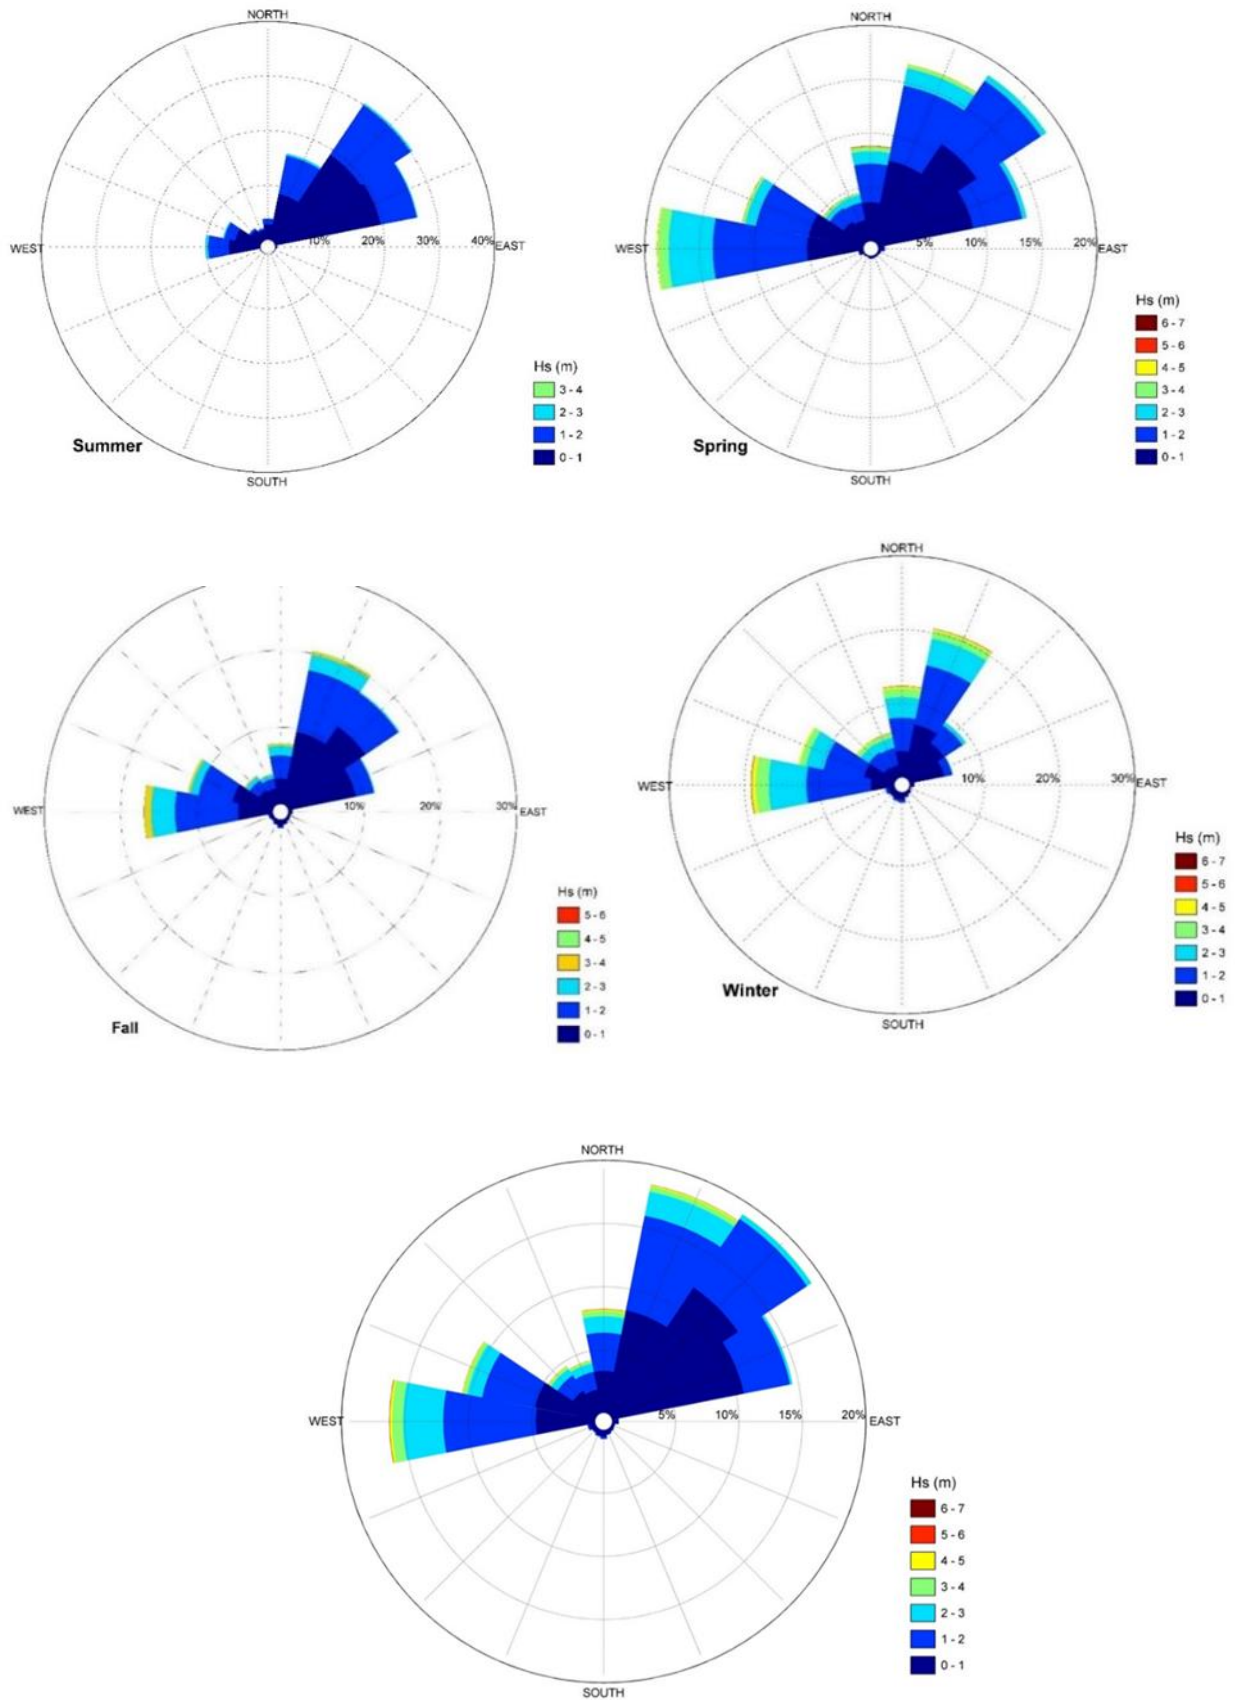 NORTH
WEST
10%
20%
30%
40%
EAST
SOUTH
Summer
Hs (m)
3 - 4
2 - 3
1 - 2
0 - 1
NORTH
WEST
5%
10%
15%
20%
EAST
SOUTH
Spring
Hs (m)
6 - 7
5 - 6
4 - 5
3 - 4
2 - 3
1 - 2
0 - 1
WEST
10%
20%
30%
EAST
Fall
Hs (m)
5 - 6
4 - 5
3 - 4
2 - 3
1 - 2
0 - 1
NORTH
WEST
10%
20%
30%
EAST
SOUTH
Winter
Hs (m)
6 - 7
5 - 6
4 - 5
3 - 4
2 - 3
1 - 2
0 - 1
NORTH
WEST
5%
10%
15%
20%
EAST
SOUTH
Hs (m)
6 - 7
5 - 6
4 - 5
3 - 4
2 - 3
1 - 2
0 - 1